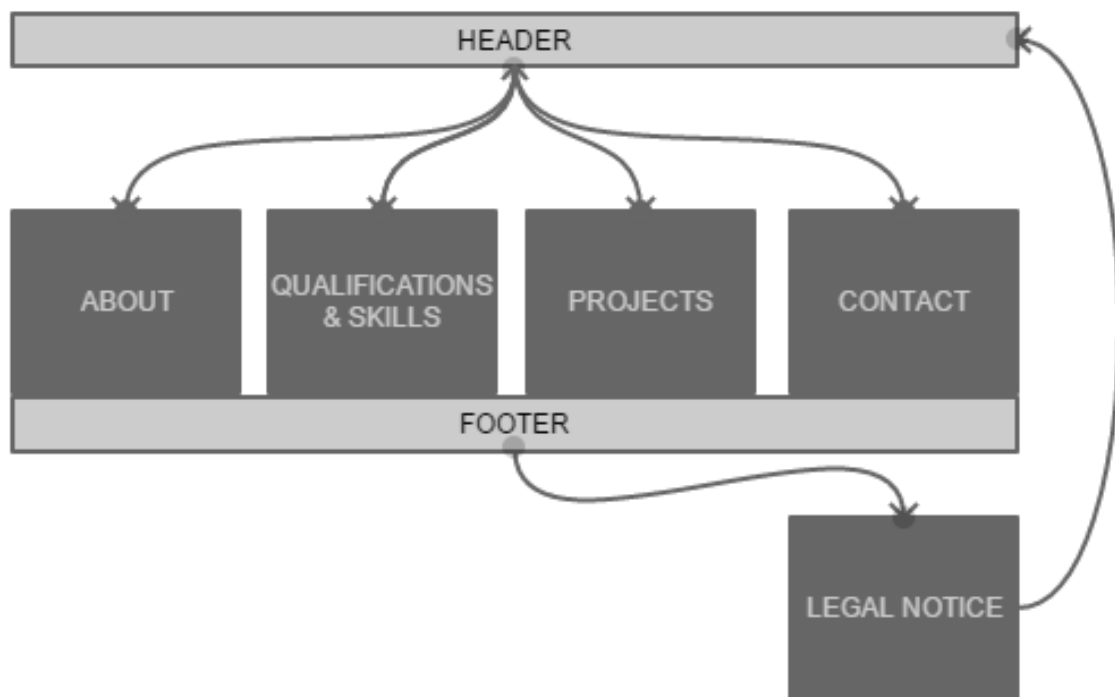 HEADER
ABOUT
QUALIFICATIONS
& SKILLS
PROJECTS
CONTACT
FOOTER
LEGAL NOTICE